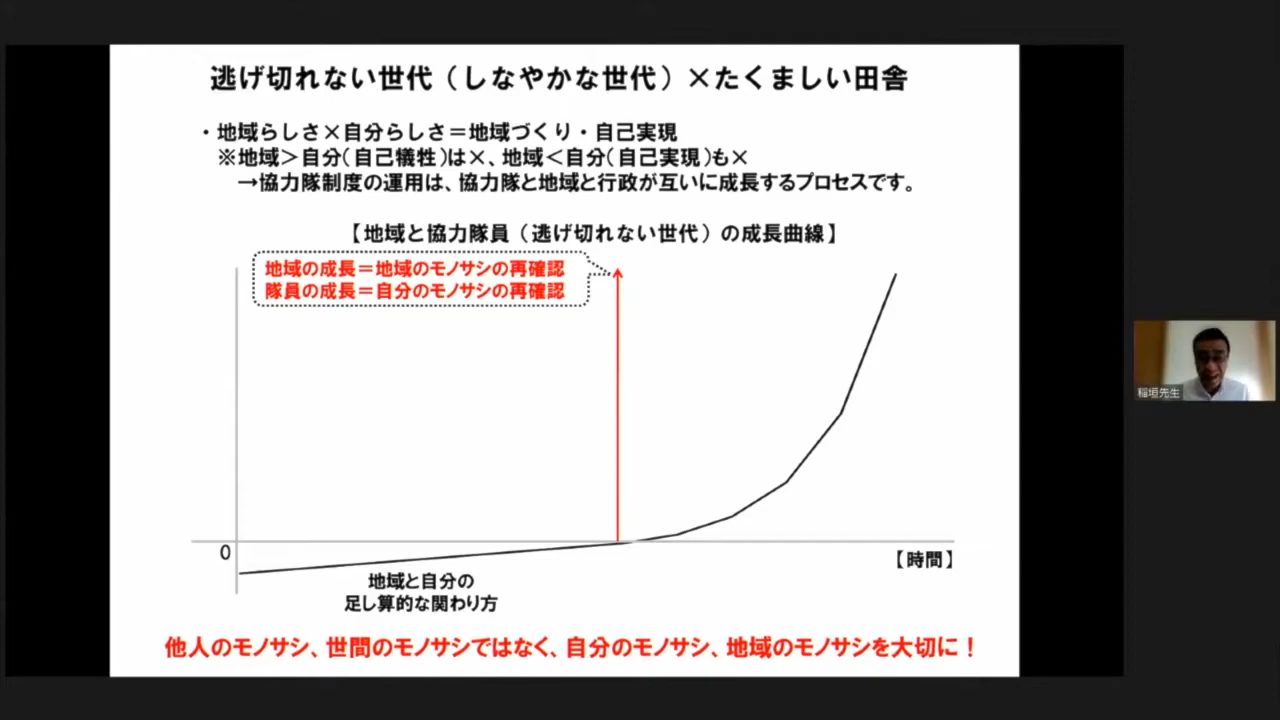 逃げ切れない世代（しなやかな世代）×たくましい田舎
・地域らしさ×自分らしさ＝地域づくり・自己実現
※地域＞自分（自己犠牲）は×、地域＜自分（自己実現）も×
→協力隊制度の運用は、協力隊と地域と行政が互いに成長するプロセスです。
【地域と協力隊員（逃げ切れない世代）の成長曲線】
地域の成長＝地域のモノサシの再確認
隊員の成長＝自分のモノサシの再確認
稲垣先生
0
【時間】
地域と自分の
足し算的な関わり方
他人のモノサシ、世間のモノサシではなく、自分のモノサシ、地域のモノサシを大切に！